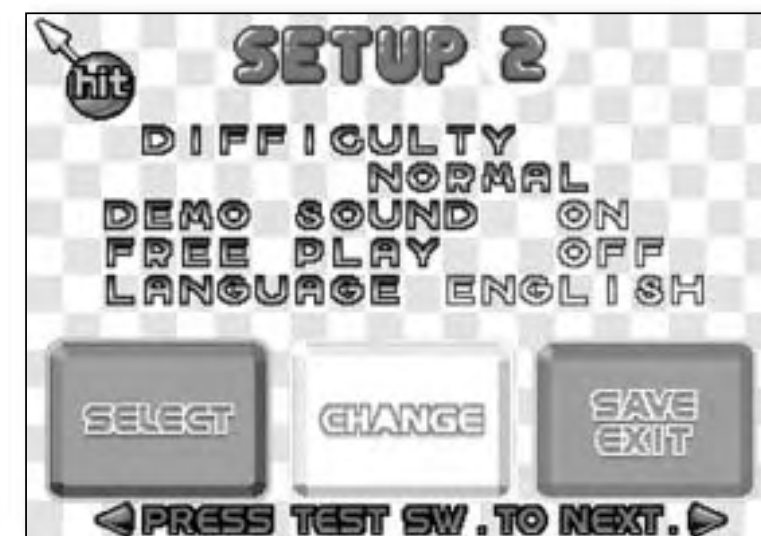 hit
SETUP 2
DIFFICULTY
NORMAL
DEMO SOUND ON
FREE PLAY OFF
LANGUAGE ENGLISH
SELECT
CHANGE
SAVE
EXIT
PRESS TEST SW. TO NEXT.